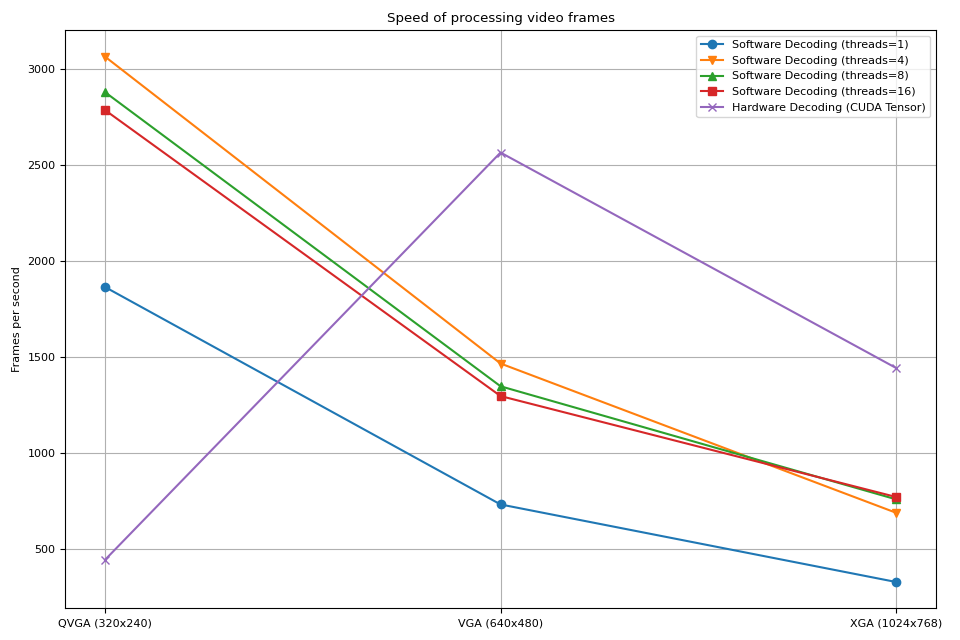 Speed of processing video frames
Software Decoding (threads=1)
Software Decoding (threads=4)
Software Decoding (threads=8)
Software Decoding (threads=16)
Hardware Decoding (CUDA Tensor)
Frames per second
3000
2500
2000
1500
1000
500
QVGA (320x240)
VGA (640x480)
XGA (1024x768)